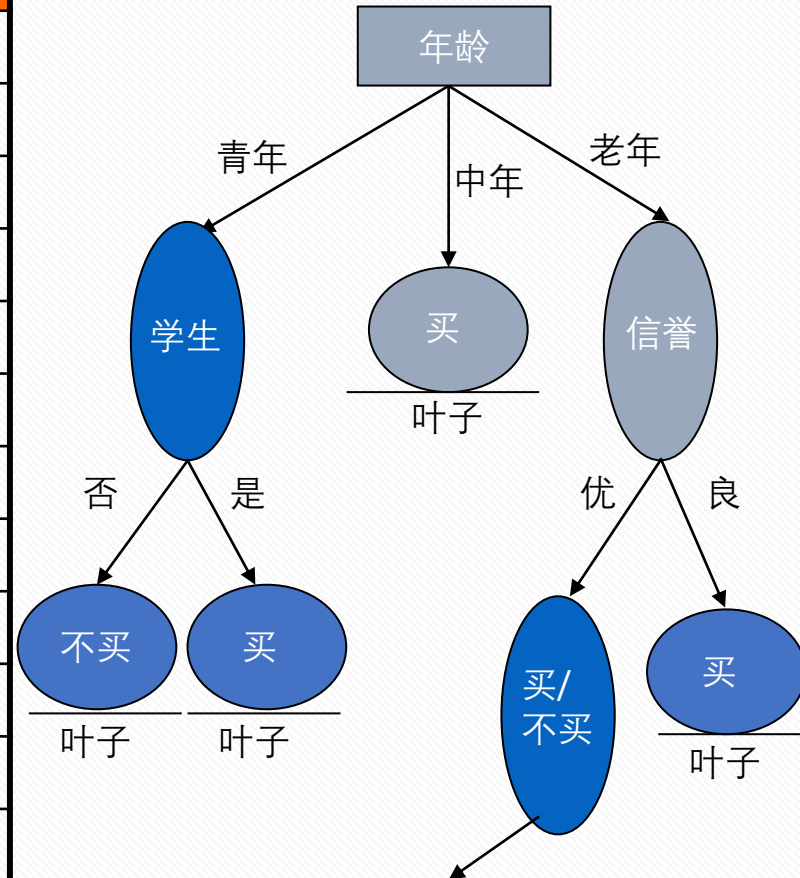 年龄
青年
中年
老年
学生
买
信誉
叶子
否
是
优
良
不买
买
买/
不买
买
叶子
叶子
叶子